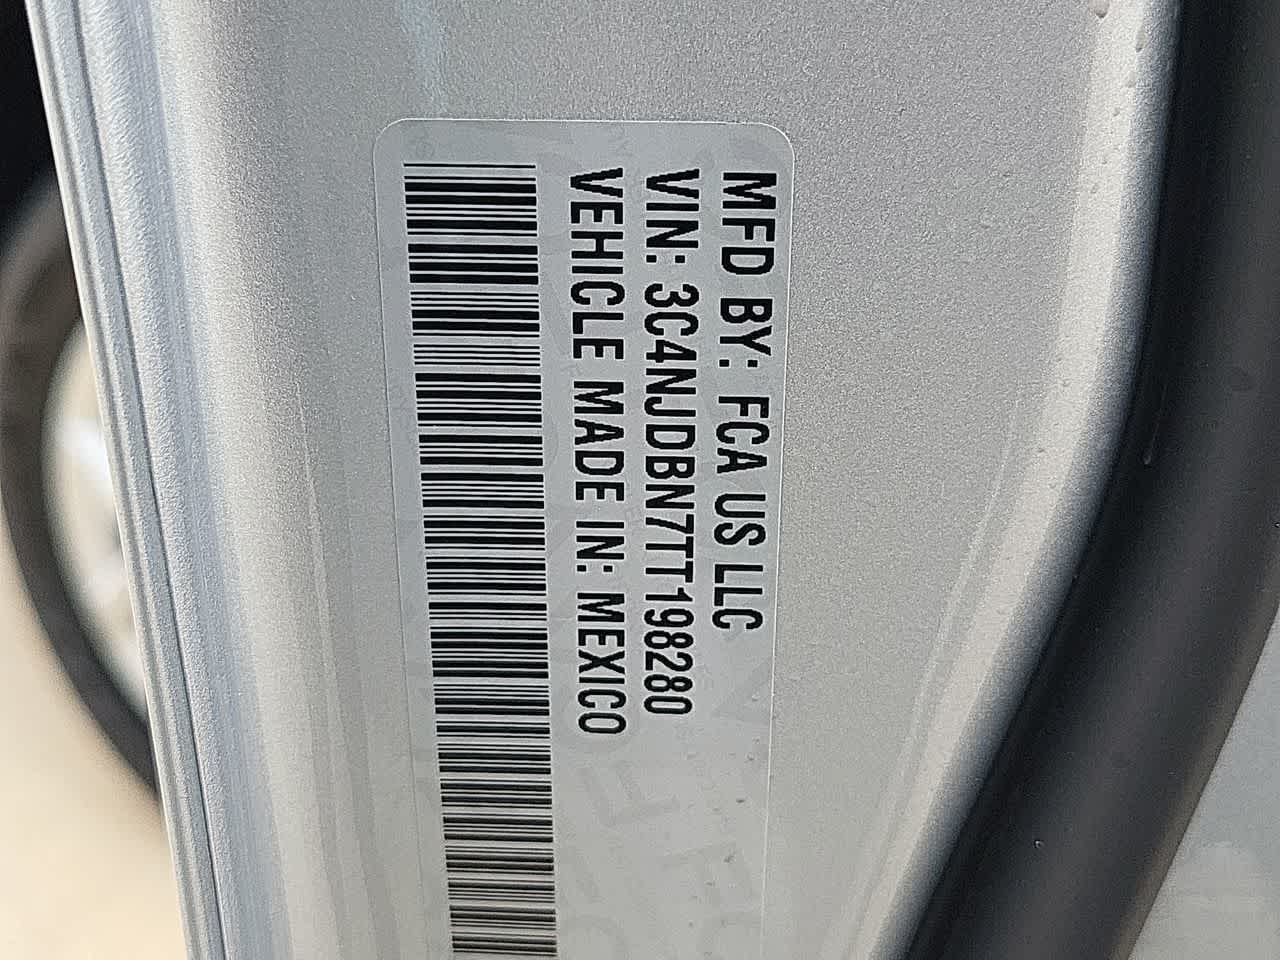 MFD BY: FCA US LLC
VIN: 3C4NJDBN7TT198280
VEHICLE MADE IN: MEXICO